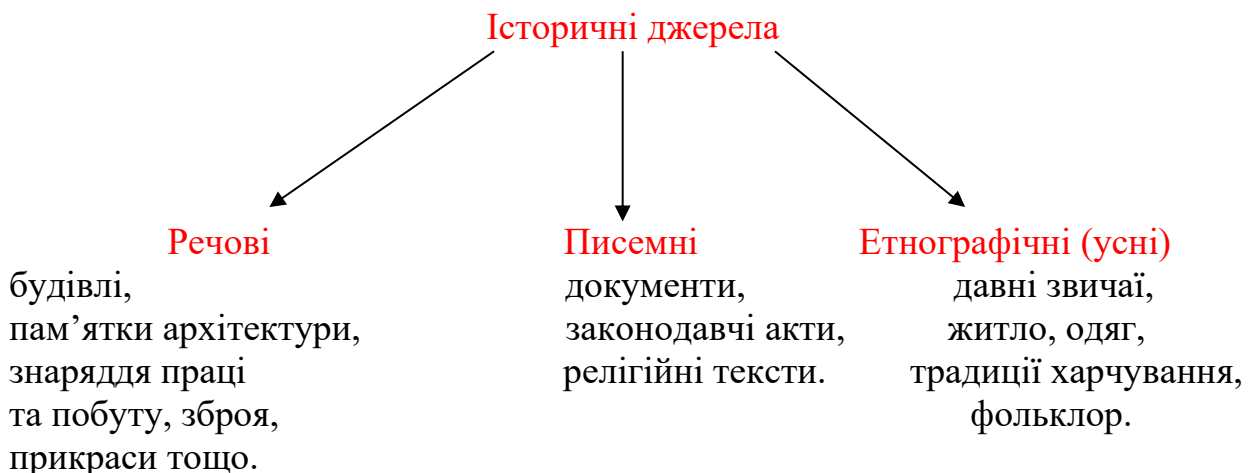 Історичні джерела
Речові
будівлі,
пам’ятки архітектури,
знаряддя праці
та побуту, зброя,
прикраси тощо.
Писемні
документи,
законодавчі акти,
релігійні тексти.
Етнографічні (усні)
давні звичаї,
житло, одяг,
традиції харчування,
фольклор.